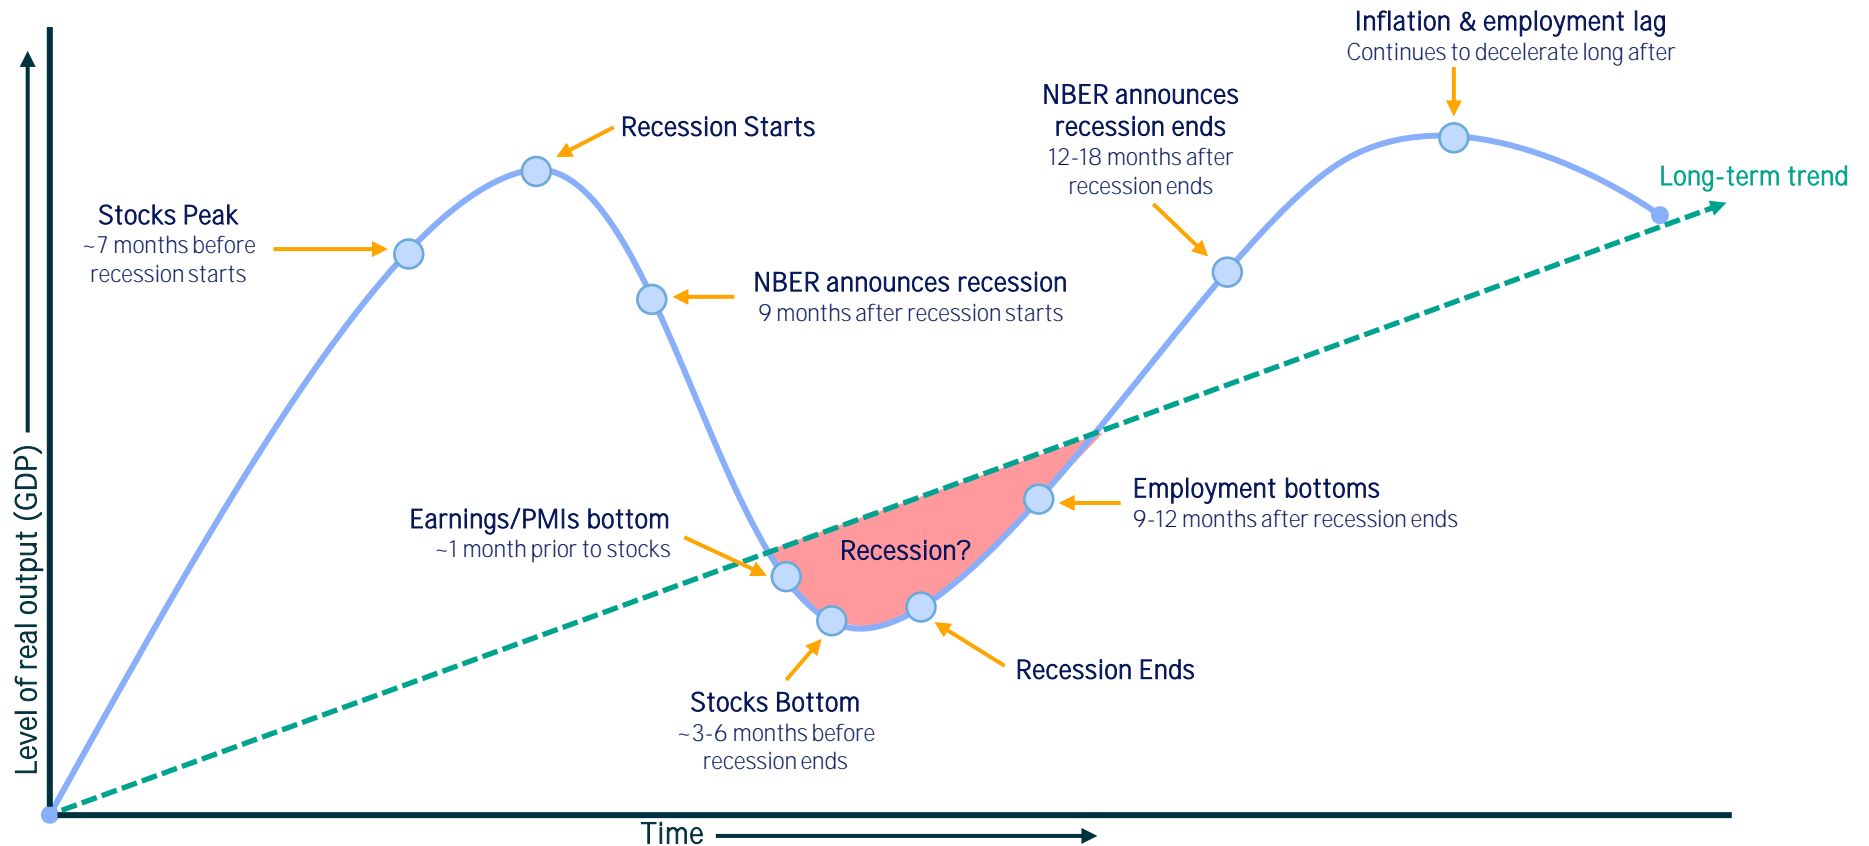 Inflation & employment lag
Continues to decelerate long after
NBER announces
recession ends
12-18 months after
recession ends
Recession Starts
Long-term trend
Stocks Peak
~7 months before
recession starts
NBER announces recession
9 months after recession starts
Earnings/PMIs bottom
~1 month prior to stocks
Recession?
Employment bottoms
9-12 months after recession ends
Recession Ends
Stocks Bottom
~3-6 months before
recession ends
Level of real output (GDP)
Time